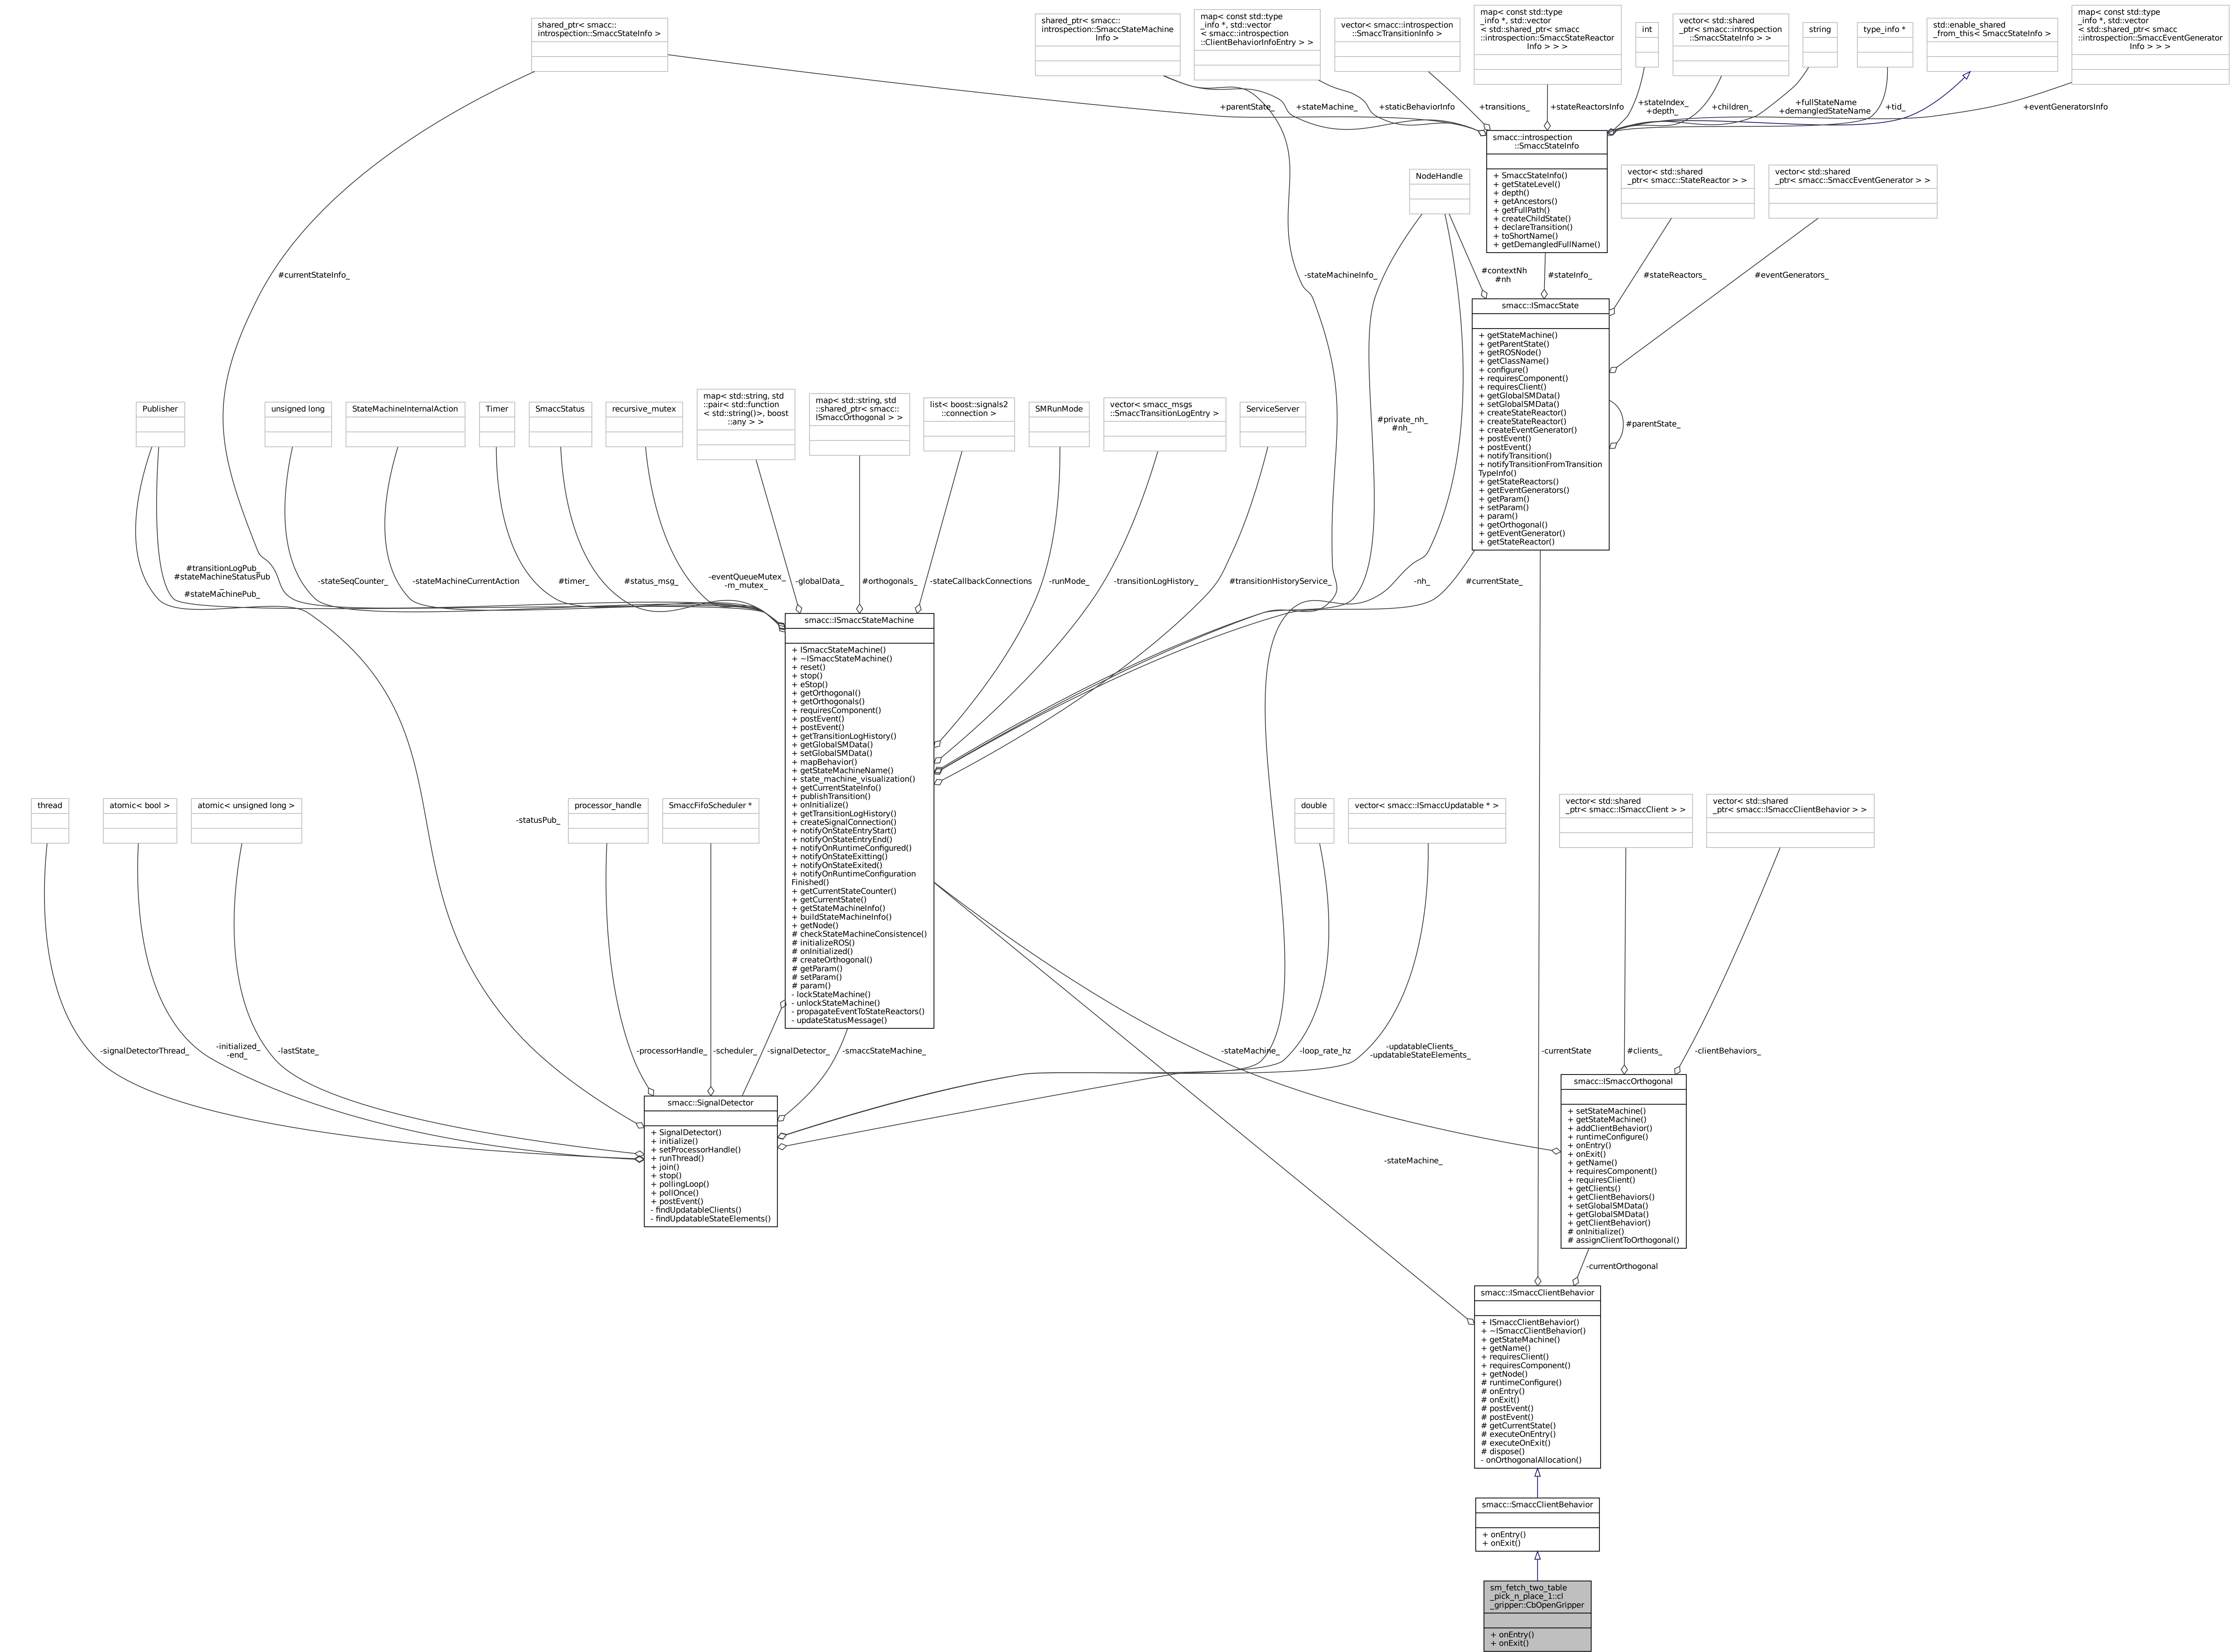 shared_ptr< smacc::
introspection::SmaccStateInfo >
shared_ptr< smacc::
introspection::SmaccStateMachine
Info >
map< const std::type
_info *, std::vector
< smacc::introspection
::ClientBehaviorInfoEntry > >
vector< smacc::introspection
::SmaccTransitionInfo >
map< const std::type
_info *, std::vector
< std::shared_ptr< smacc
::introspection::SmaccStateReactor
Info > > >
int
vector< std::shared
_ptr< smacc::introspection
::SmaccStateInfo > >
string
type_info *
std::enable_shared
_from_this< SmaccStateInfo >
map< const std::type
_info *, std::vector
< std::shared_ptr< smacc
::introspection::SmaccEventGenerator
Info > > >
+parentState_
+stateMachine_
+staticBehaviorInfo
+transitions_
+stateReactorsInfo
+stateIndex_
+depth_
+children_
+fullStateName
+demangledStateName
+tid_
+eventGeneratorsInfo
smacc::introspection
::SmaccStateInfo
+ SmaccStateInfo()
+ getStateLevel()
+ depth()
+ getAncestors()
+ getFullPath()
+ createChildState()
+ declareTransition()
+ toShortName()
+ getDemangledFullName()
NodeHandle
vector< std::shared
_ptr< smacc::StateReactor > >
vector< std::shared
_ptr< smacc::SmaccEventGenerator > >
#currentStateInfo_
-stateMachineInfo_
#contextNh
#nh
#stateInfo_
#stateReactors_
#eventGenerators_
smacc::ISmaccState
+ getStateMachine()
+ getParentState()
+ getROSNode()
+ getClassName()
+ configure()
+ requiresComponent()
+ requiresClient()
+ getGlobalSMData()
+ setGlobalSMData()
+ createStateReactor()
+ createStateReactor()
+ createEventGenerator()
+ postEvent()
+ postEvent()
+ notifyTransition()
+ notifyTransitionFromTransition
TypeInfo()
+ getStateReactors()
+ getEventGenerators()
+ getParam()
+ setParam()
+ param()
+ getOrthogonal()
+ getEventGenerator()
+ getStateReactor()
#parentState_
#private_nh_
#nh_
Publisher
unsigned long
StateMachineInternalAction
Timer
SmaccStatus
recursive_mutex
map< std::string, std
::pair< std::function
< std::string()>, boost
::any > >
map< std::string, std
::shared_ptr< smacc::
ISmaccOrthogonal > >
list< boost::signals2
::connection >
SMRunMode
vector< smacc_msgs
::SmaccTransitionLogEntry >
ServiceServer
#transitionLogPub_
#stateMachineStatusPub
_
#stateMachinePub_
-stateSeqCounter_
-stateMachineCurrentAction
#timer_
#status_msg_
-eventQueueMutex_
-m_mutex_
-globalData_
#orthogonals_
-stateCallbackConnections
-runMode_
-transitionLogHistory_
#transitionHistoryService_
-nh_
#currentState_
smacc::ISmaccStateMachine
+ ISmaccStateMachine()
+ ~ISmaccStateMachine()
+ reset()
+ stop()
+ eStop()
+ getOrthogonal()
+ getOrthogonals()
+ requiresComponent()
+ postEvent()
+ postEvent()
+ getTransitionLogHistory()
+ getGlobalSMData()
+ setGlobalSMData()
+ mapBehavior()
+ getStateMachineName()
+ state_machine_visualization()
+ getCurrentStateInfo()
+ publishTransition()
+ onInitialize()
+ getTransitionLogHistory()
+ createSignalConnection()
+ notifyOnStateEntryStart()
+ notifyOnStateEntryEnd()
+ notifyOnRuntimeConfigured()
+ notifyOnStateExitting()
+ notifyOnStateExited()
+ notifyOnRuntimeConfiguration
Finished()
+ getCurrentStateCounter()
+ getCurrentState()
+ getStateMachineInfo()
+ buildStateMachineInfo()
+ getNode()
# checkStateMachineConsistence()
# initializeROS()
# onInitialized()
# createOrthogonal()
# getParam()
# setParam()
# param()
- lockStateMachine()
- unlockStateMachine()
- propagateEventToStateReactors()
- updateStatusMessage()
thread
atomic< bool >
atomic< unsigned long >
-statusPub_
processor_handle
SmaccFifoScheduler *
double
vector< smacc::ISmaccUpdatable * >
vector< std::shared
_ptr< smacc::ISmaccClient > >
vector< std::shared
_ptr< smacc::ISmaccClientBehavior > >
-signalDetectorThread_
-initialized_
-end_
-lastState_
-processorHandle_
-scheduler_
-signalDetector_
-smaccStateMachine_
-stateMachine_
-loop_rate_hz
-updatableClients_
-updatableStateElements_
-currentState
#clients_
-clientBehaviors_
smacc::SignalDetector
+ SignalDetector()
+ initialize()
+ setProcessorHandle()
+ runThread()
+ join()
+ stop()
+ pollingLoop()
+ pollOnce()
+ postEvent()
- findUpdatableClients()
- findUpdatableStateElements()
smacc::ISmaccOrthogonal
+ setStateMachine()
+ getStateMachine()
+ addClientBehavior()
+ runtimeConfigure()
+ onEntry()
+ onExit()
+ getName()
+ requiresComponent()
+ requiresClient()
+ getClients()
+ getClientBehaviors()
+ setGlobalSMData()
+ getGlobalSMData()
+ getClientBehavior()
# onInitialize()
# assignClientToOrthogonal()
-stateMachine_
-currentOrthogonal
smacc::ISmaccClientBehavior
+ ISmaccClientBehavior()
+ ~ISmaccClientBehavior()
+ getStateMachine()
+ getName()
+ requiresClient()
+ requiresComponent()
+ getNode()
# runtimeConfigure()
# onEntry()
# onExit()
# postEvent()
# postEvent()
# getCurrentState()
# executeOnEntry()
# executeOnExit()
# dispose()
- onOrthogonalAllocation()
smacc::SmaccClientBehavior
+ onEntry()
+ onExit()
sm_fetch_two_table
_pick_n_place_1::cl
_gripper::CbOpenGripper
+ onEntry()
+ onExit()